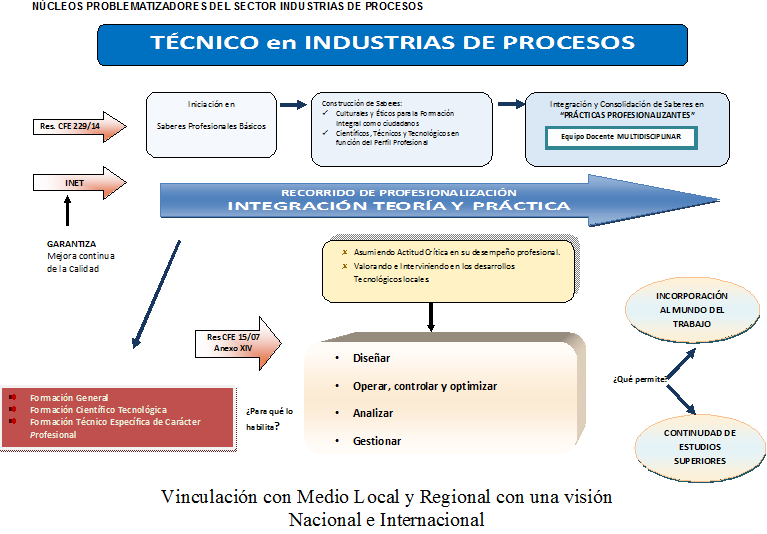 NÚCLEOS PROBLEMATIZADORES DEL SECTOR INDUSTRIAS DE PROCESOS
TÉCNICO en INDUSTRIAS DE PROCESOS
Res. CFE 229/14
Iniciación en
Saberes Profesionales Básicos
Construcción de Saberes:
Culturales y Éticos para la Formación
Integral como ciudadanos
Científicos, Técnicos y Tecnológicos en
función del Perfil Profesional
Integración y Consolidación de Saberes en
“PRÁCTICAS PROFESIONALIZANTES”
Equipo Docente MULTIDISCIPLINAR
INET
RECORRIDO DE PROFESIONALIZACIÓN
INTEGRACIÓN TEORÍA Y PRÁCTICA
GARANTIZA
Mejora continua
de la Calidad
Asumiendo Actitud Crítica en su desempeño profesional.
Valorando e Interviniendo en los desarrollos
Tecnológicos locales
Res CFE 15/07
Anexo XIV
Diseñar
Operar, controlar y optimizar
Analizar
Gestionar
INCORPORACIÓN
AL MUNDO DEL
TRABAJO
¿Qué permite?
CONTINUDAD DE
ESTUDIOS
SUPERIORES
Formación General
Formación Científico Tecnológica
Formación Técnico Específica de Carácter
Profesional
¿Para qué lo
habilita?
Vinculación con Medio Local y Regional con una visión
Nacional e Internacional